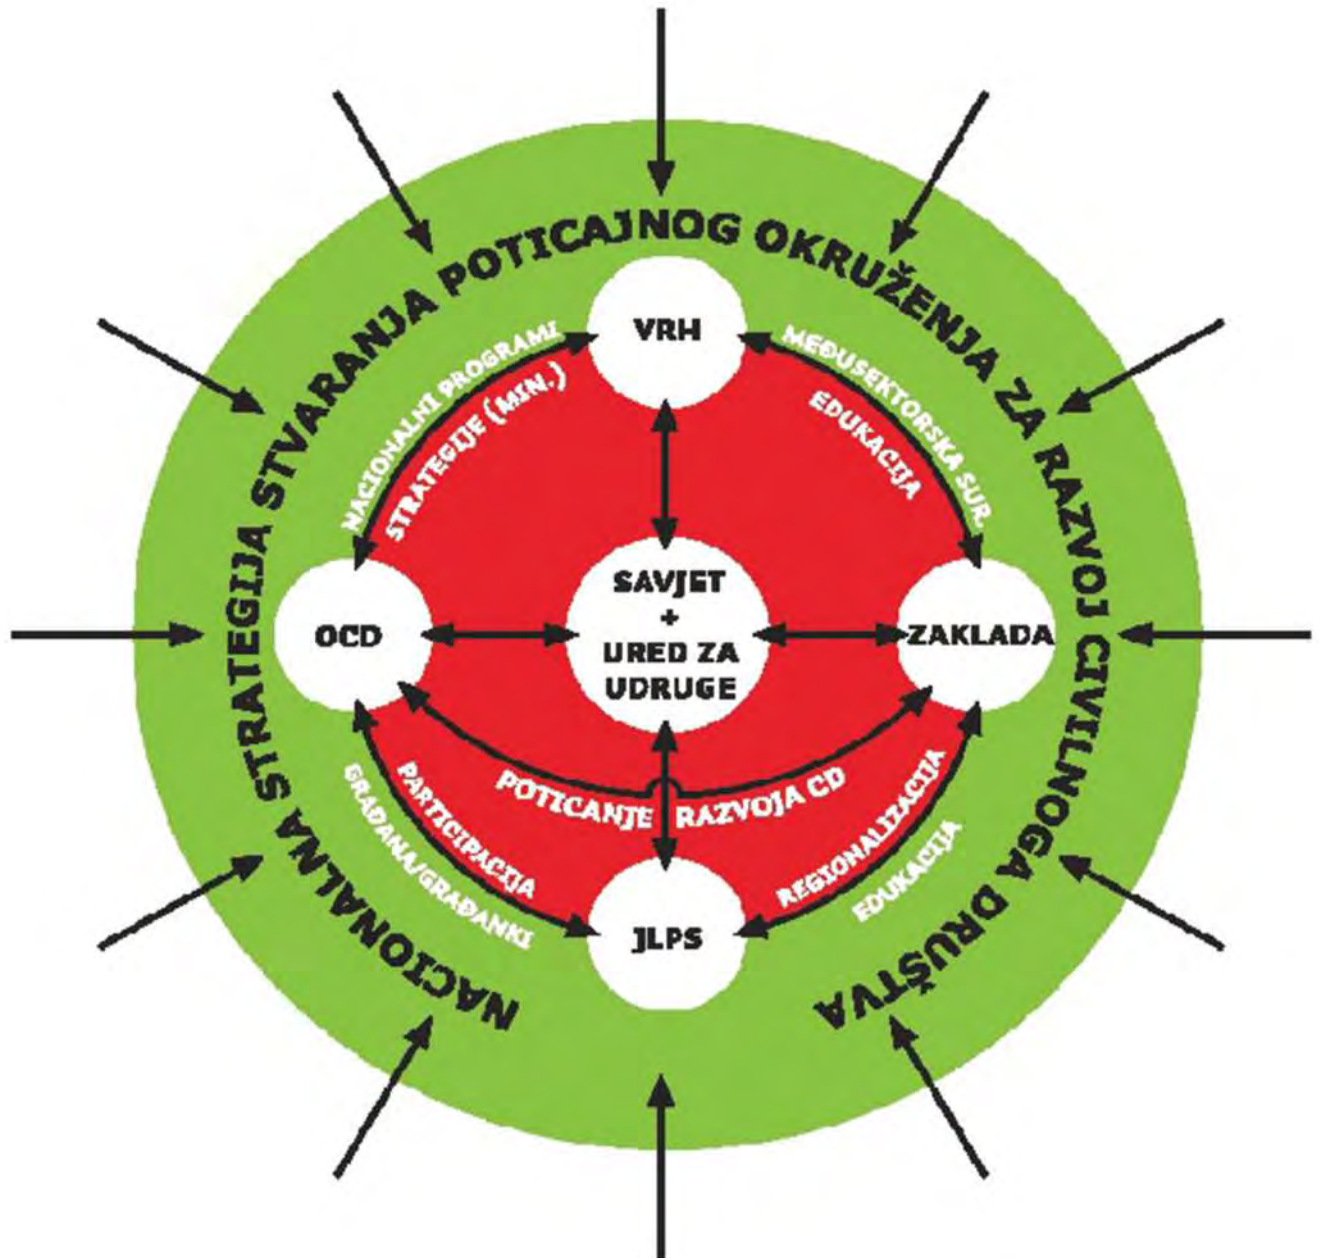 NACIONALNA STRATEGIJA STVARANJA POTICAJNOG OKRUŽENJA ZA RAZVOJ CIVILNOGA DRUŠTVA
VRH
NACIONALNI PROGRAMI
STRATEGIJE (MIN.)
MEĐUSEKTORSKA SUR.
EDUKACIJA
OCD
SAVJET
+
URED ZA
UDRUGE
ZAKLADA
POTICANJE RAZVOJA CD
PARTICIPACIJA
GRAĐANA/GRAĐANKI
REGIONALIZACIJA
EDUKACIJA
JLPS